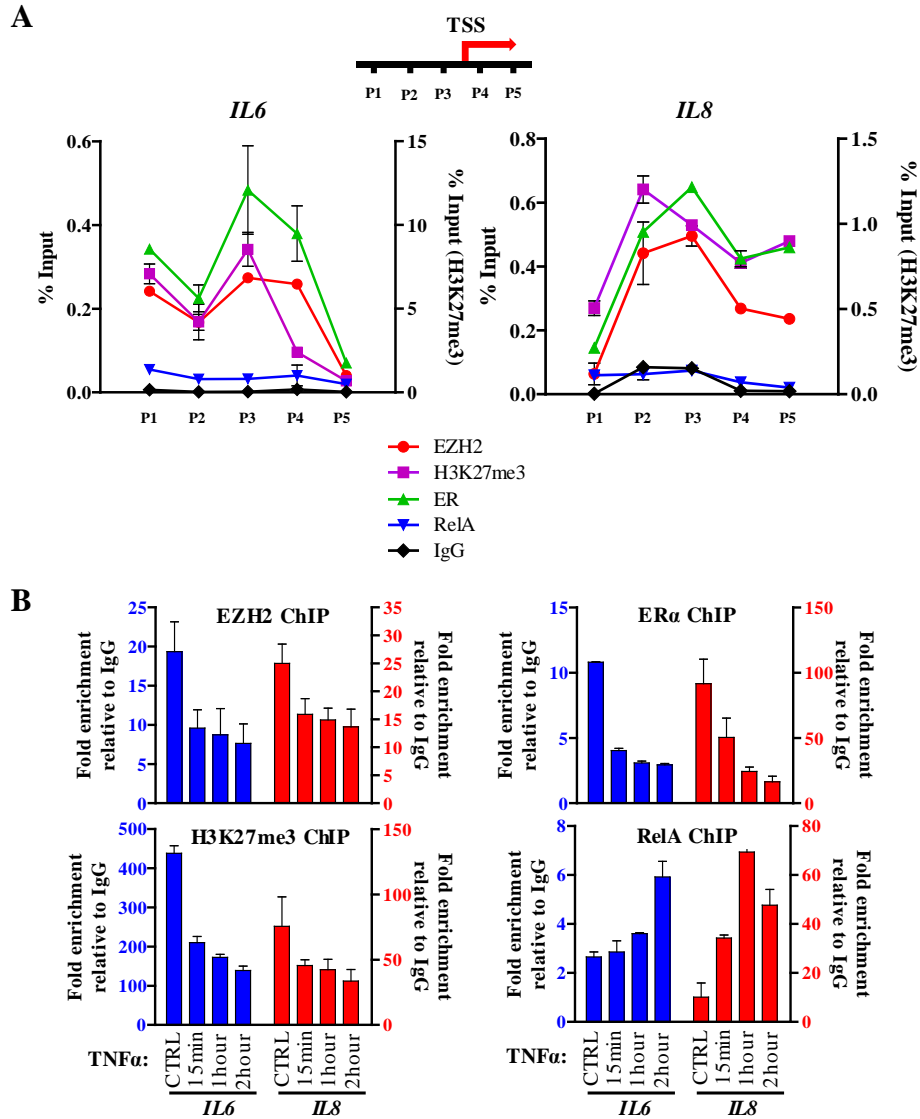 A
TSS
P1 P2 P3 P4 P5
IL6
IL8
% Input
0.6
0.4
0.2
0.0
% Input (H3K27me3)
15
10
5
0
P1 P2 P3 P4 P5
% Input
0.8
0.6
0.4
0.2
0.0
% Input (H3K27me3)
1.5
1.0
0.5
0.0
P1 P2 P3 P4 P5
EZH2
H3K27me3
ER
RelA
IgG
B
EZH2 ChIP
Fold enrichment
relative to IgG
25
20
15
10
5
0
35
30
25
20
15
10
5
0
Fold enrichment
relative to IgG
ERα ChIP
Fold enrichment
relative to IgG
15
10
5
0
150
100
50
0
Fold enrichment
relative to IgG
H3K27me3 ChIP
Fold enrichment
relative to IgG
500
400
300
200
100
0
150
100
50
0
Fold enrichment
relative to IgG
RelA ChIP
Fold enrichment
relative to IgG
8
6
4
2
0
80
60
40
20
0
Fold enrichment
relative to IgG
TNFα:
CTRL
15min
1hour
2hour
CTRL
15min
1hour
2hour
IL6
IL8
TNFα:
CTRL
15min
1hour
2hour
CTRL
15min
1hour
2hour
IL6
IL8